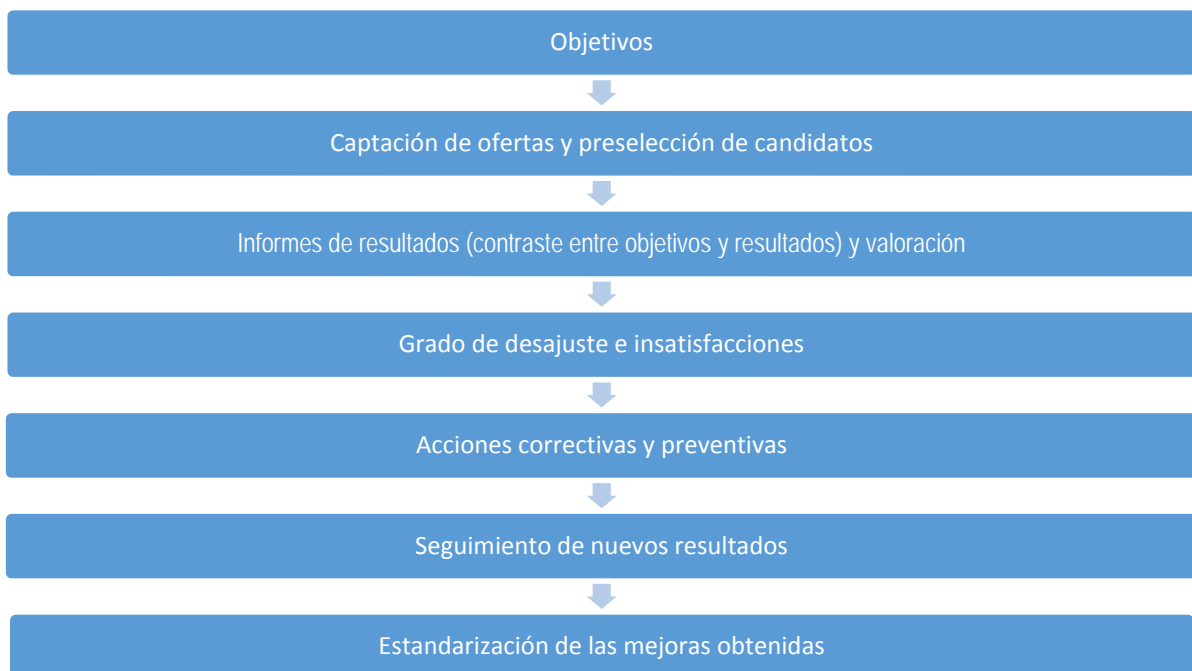 Objetivos
Captación de ofertas y preselección de candidatos
Informes de resultados (contraste entre objetivos y resultados) y valoración
Grado de desajuste e insatisfacciones
Acciones correctivas y preventivas
Seguimiento de nuevos resultados
Estandarización de las mejoras obtenidas